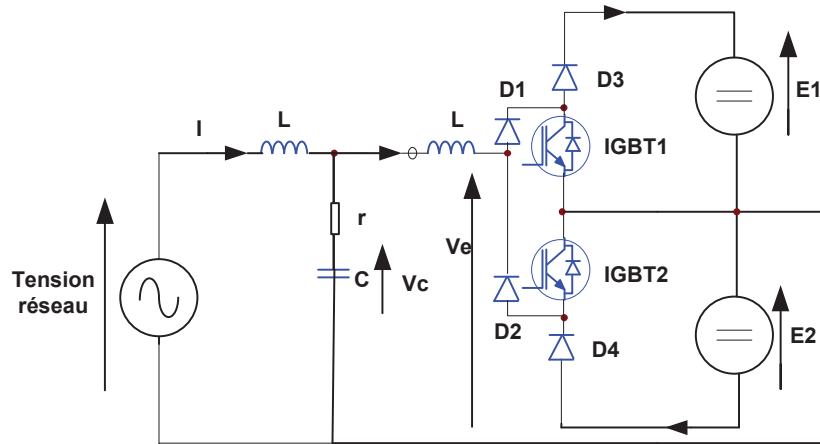 D3
D1
E1
I
L
L
IGBT1
r
Ve
Tension
réseau
C
Vc
IGBT2
D2
D4
E2